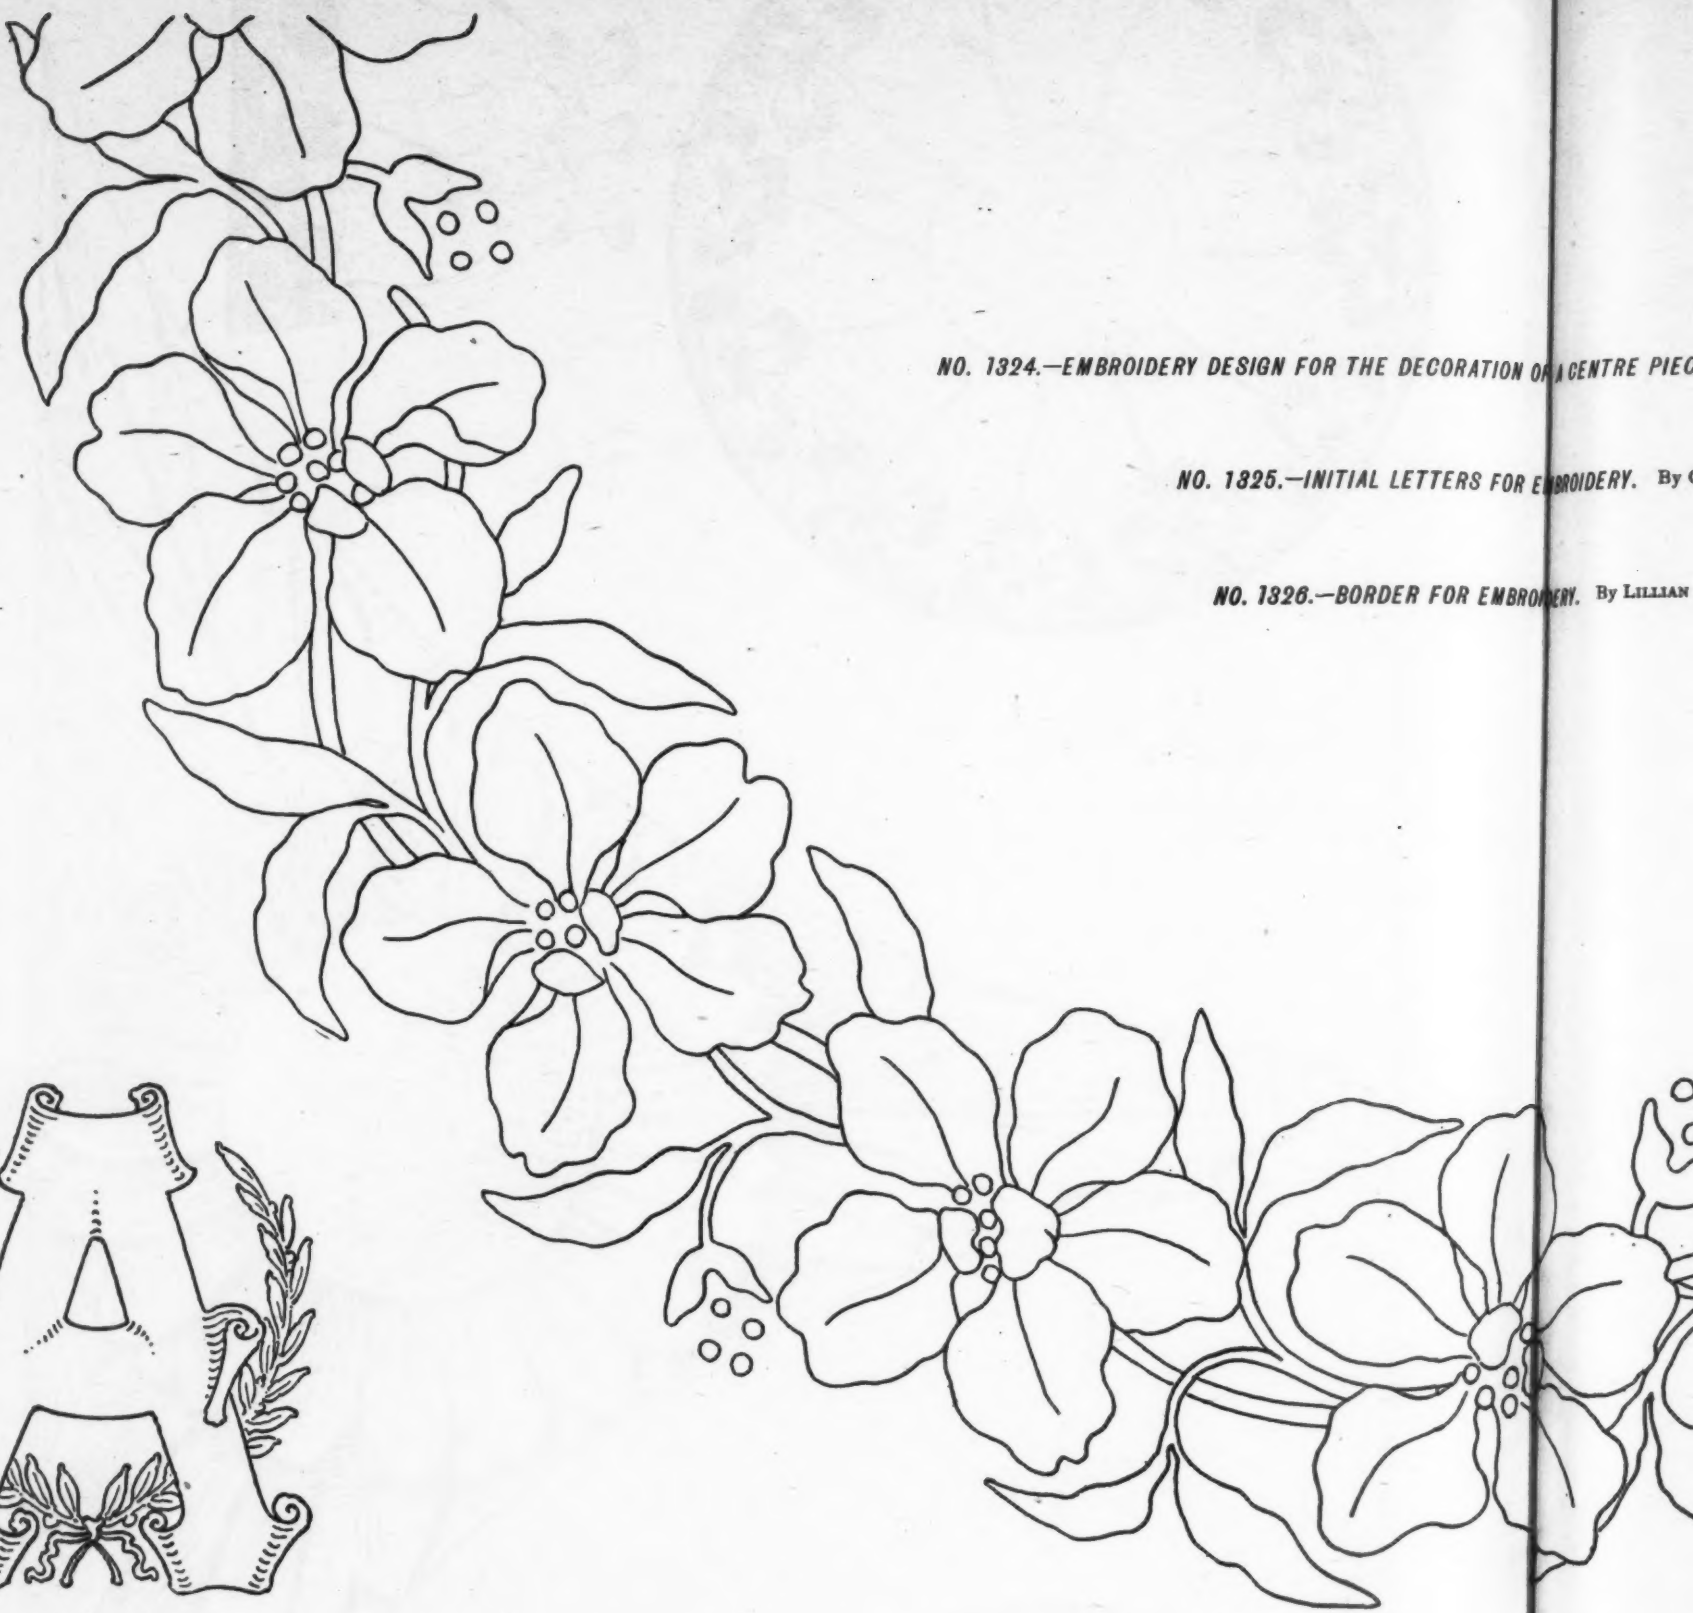 NO. 1324.—EMBROIDERY DESIGN FOR THE DECORATION OF A CENTRE
NO. 1325.—INITIAL LETTERS FOR EMBROIDERY. By
NO. 1326.—BORDER FOR EMBROIDERY. By LILLIAN
A